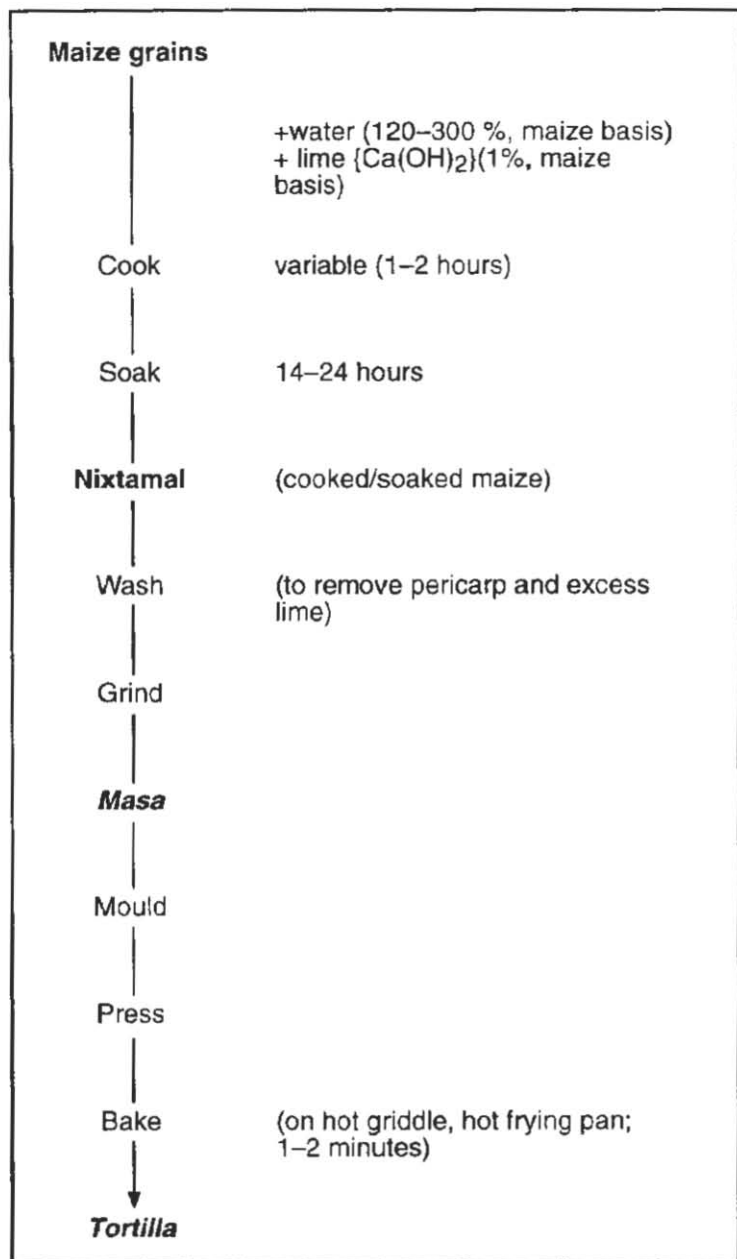 Maize grains
+water (120–300 %, maize basis)
+ lime {Ca(OH)2}(1%, maize
basis)
Cook variable (1–2 hours)
Soak 14–24 hours
Nixtamal (cooked/soaked maize)
Wash (to remove pericarp and excess
lime)
Grind
Masa
Mould
Press
Bake (on hot griddle, hot frying pan;
1–2 minutes)
Tortilla